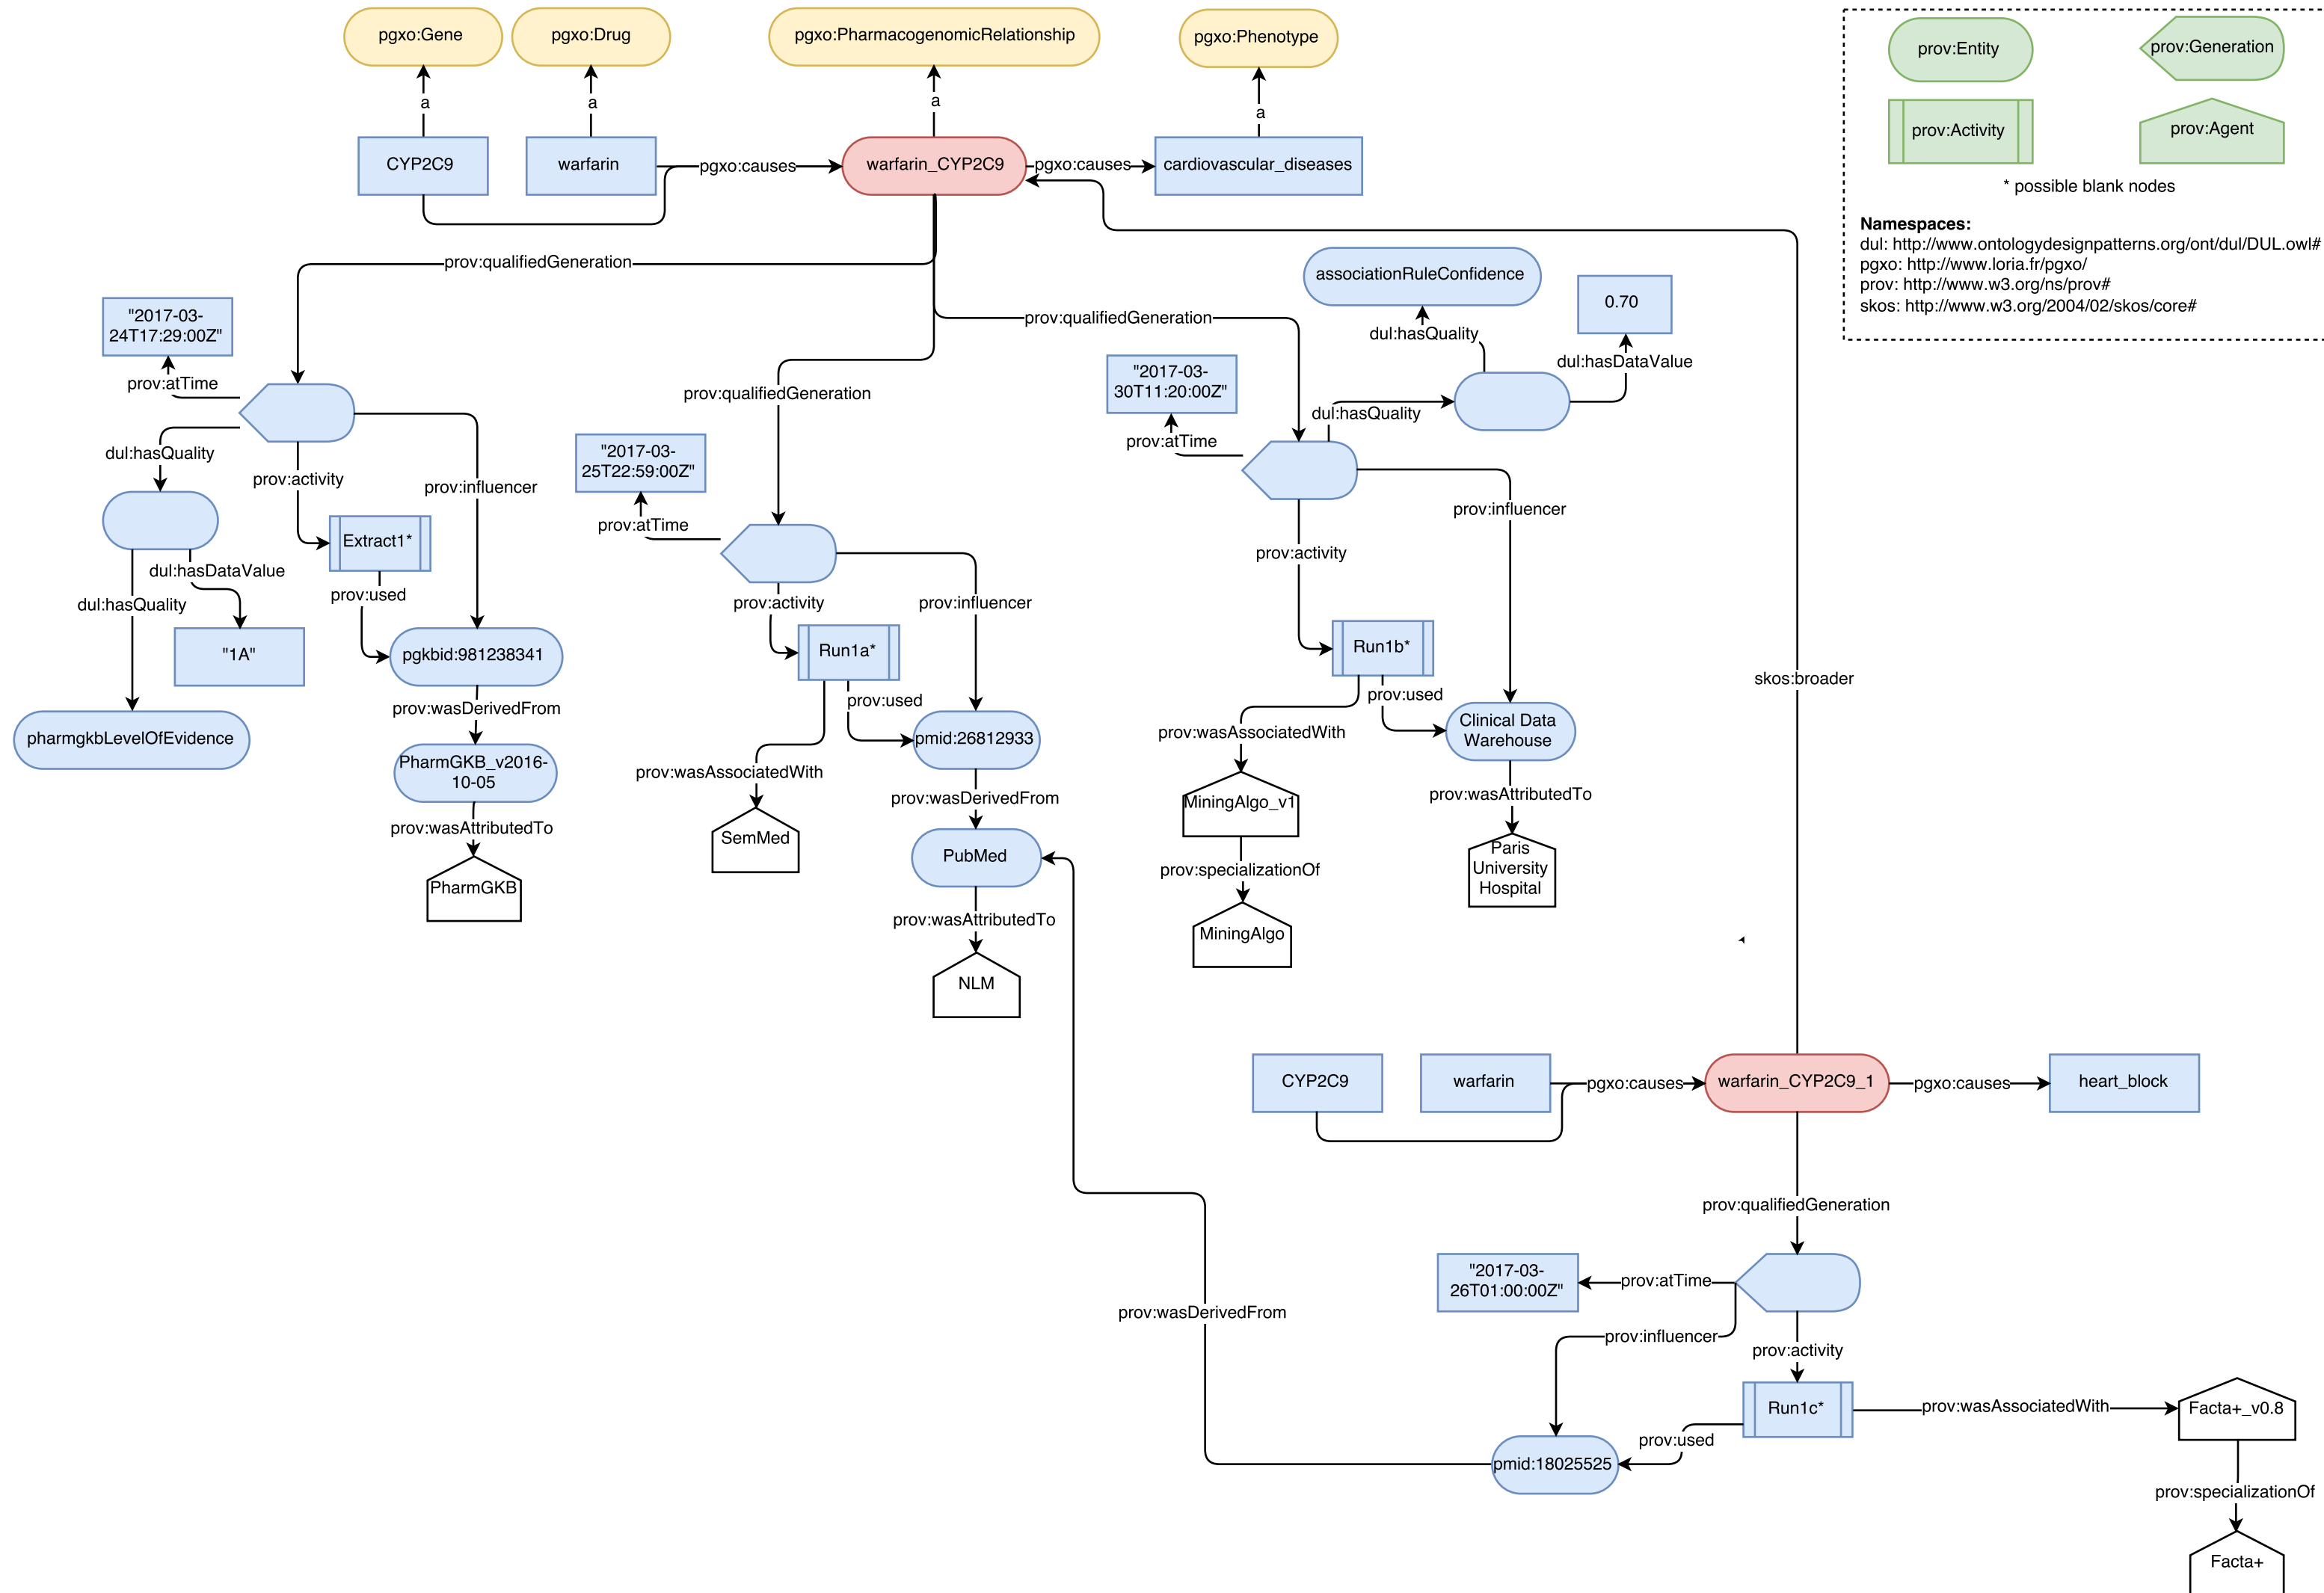 pgxo:Gene
pgxo:Drug
pgxo:PharmacogenomicRelationship
pgxo:Phenotype
prov:Entity
prov:Generation
a
a
a
a
prov:Activity
prov:Agent
CYP2C9
warfarin
pgxo:causes
warfarin_CYP2C9
pgxo:causes
cardiovascular_diseases
* possible blank nodes
Namespaces:
dul: http://www.ontologydesignpatterns.org/ont/dul/DUL.owl#
pgxo: http://www.loria.fr/pgxo/
prov: http://www.w3.org/ns/prov#
skos: http://www.w3.org/2004/02/skos/core#
prov:qualifiedGeneration
"2017-03-
24T17:29:00Z"
prov:atTime
dul:hasQuality
prov:activity
prov:influencer
Extract1*
dul:hasDataValue
prov:used
dul:hasQuality
"1A"
pgkbid:981238341
prov:wasDerivedFrom
pharmgkbLevelOfEvidence
PharmGKB_v2016-
10-05
prov:wasAttributedTo
PharmGKB
prov:qualifiedGeneration
"2017-03-
25T22:59:00Z"
prov:atTime
prov:activity
prov:influencer
Run1a*
prov:used
pmid:26812933
prov:wasAssociatedWith
SemMed
prov:wasDerivedFrom
PubMed
prov:wasAttributedTo
NLM
prov:qualifiedGeneration
associationRuleConfidence
0.70
dul:hasQuality
dul:hasDataValue
"2017-03-
30T11:20:00Z"
dul:hasQuality
prov:atTime
prov:influencer
prov:activity
Run1b*
prov:used
Clinical Data
Warehouse
prov:wasAssociatedWith
MiningAlgo_v1
prov:wasAttributedTo
Paris
University
Hospital
prov:specializationOf
MiningAlgo
skos:broader
CYP2C9
warfarin
pgxo:causes
warfarin_CYP2C9_1
pgxo:causes
heart_block
prov:qualifiedGeneration
"2017-03-
26T01:00:00Z"
prov:atTime
prov:wasDerivedFrom
prov:influencer
prov:activity
Run1c*
prov:wasAssociatedWith
Facta+_v0.8
prov:used
pmid:18025525
prov:specializationOf
Facta+